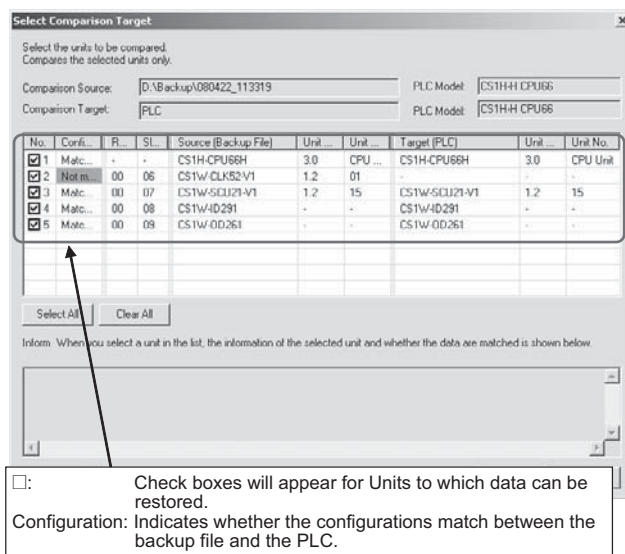 Select Comparison Target
Select the units to be compared.
Compares the selected units only.
Comparison Source: D:\Backup\080422_113319 PLC Model: CS1H-H CPU66
Comparison Target: PLC PLC Model: CS1H-H CPU66
No. Confi... R... Sl... Source (Backup File) Unit ... Unit ... Target (PLC) Unit ... Unit No.
1 Matc... - - CS1H-CPU66H 3.0 CPU ... CS1H-CPU66H 3.0 CPU Unit
2 Not m... 00 06 CS1W-CLK52-V1 1.2 01 - - -
3 Matc... 00 07 CS1W-SCU21-V1 1.2 15 CS1W-SCU21-V1 1.2 15
4 Matc... 00 08 CS1W-ID291 - - CS1W-ID291 - -
5 Matc... 00 09 CS1W-OD261 - - CS1W-OD261 - -
Select All Clear All
Inform When you select a unit in the list, the information of the selected unit and whether the data are matched is shown below.
□: Check boxes will appear for Units to which data can be
restored.
Configuration: Indicates whether the configurations match between the
backup file and the PLC.